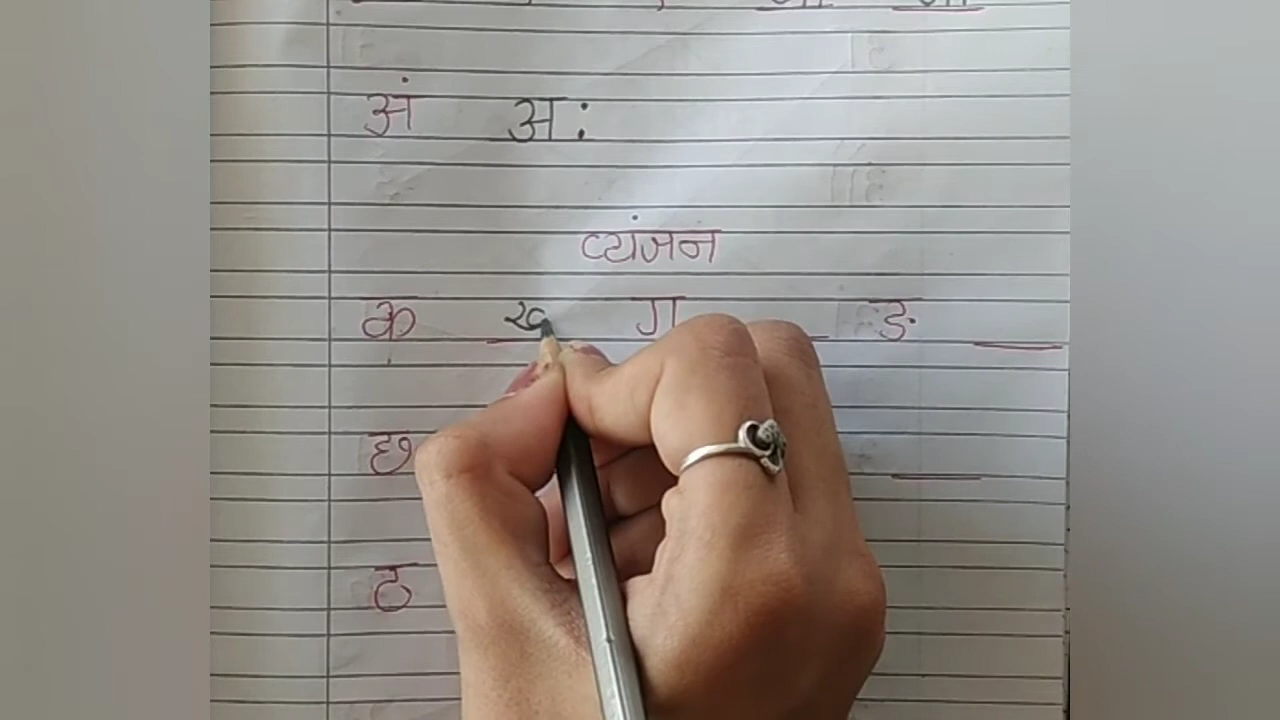 अं अ:
व्यंजन
क ख ग ङ
छ
ठ